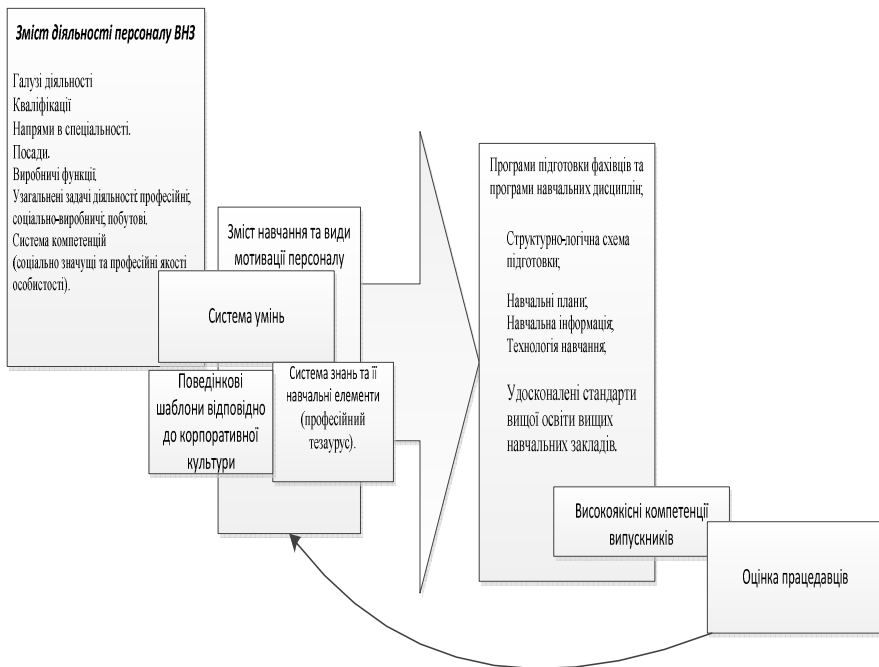 Зміст діяльності персоналу ВНЗ
Галузі діяльності
Кваліфікації
Напрями в спеціальності.
Посади.
Виробничі функції.
Узагальнені задачі діяльності: професійні;
соціально-виробничі; побутові.
Система компетенцій
(соціально значущі та професійні якості
особистості).
Зміст навчання та види
мотивації персоналу
Система умінь
Поведінкові
шаблони відповідно
до корпоративної
культури
Система знань та її
навчальні елементи
(професійний
тезаурус).
Програми підготовки фахівців та
програми навчальних дисциплін;
Структурно-логічна схема
підготовки;
Навчальні плани;
Навчальна інформація;
Технологія навчання;
Удосконалені стандарти
вищої освіти вищих
навчальних закладів.
Високоякісні компетенції
випускників
Оцінка працедавців